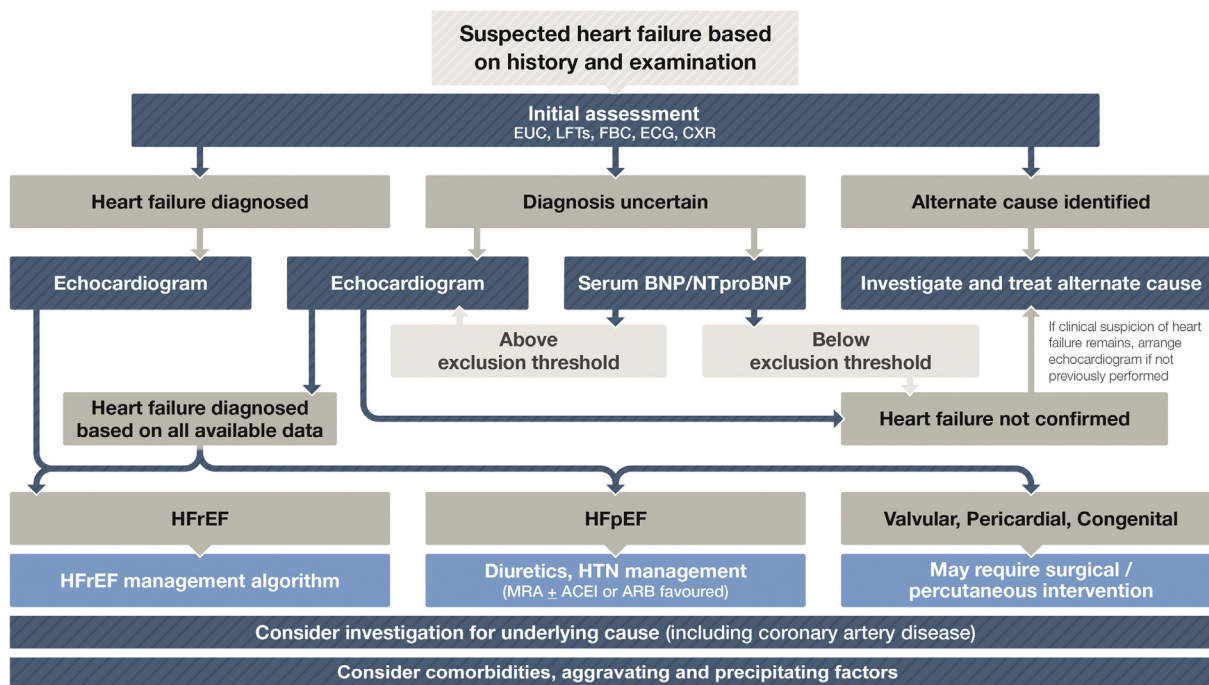 Suspected heart failure based
on history and examination
Initial assessment
EUC, LFTs, FBC, ECG, CXR
Heart failure diagnosed
Diagnosis uncertain
Alternate cause identified
Echocardiogram
Echocardiogram
Serum BNP/NTproBNP
Investigate and treat alternate cause
Above
exclusion threshold
Below
exclusion threshold
If clinical suspicion of heart
failure remains, arrange
echocardiogram if not
previously performed
Heart failure diagnosed
based on all available data
Heart failure not confirmed
HFrEF
HFpEF
Valvular, Pericardial, Congenital
HFrEF management algorithm
Diuretics, HTN management
(MRA ± ACEI or ARB favoured)
May require surgical /
percutaneous intervention
Consider investigation for underlying cause (including coronary artery disease)
Consider comorbidities, aggravating and precipitating factors